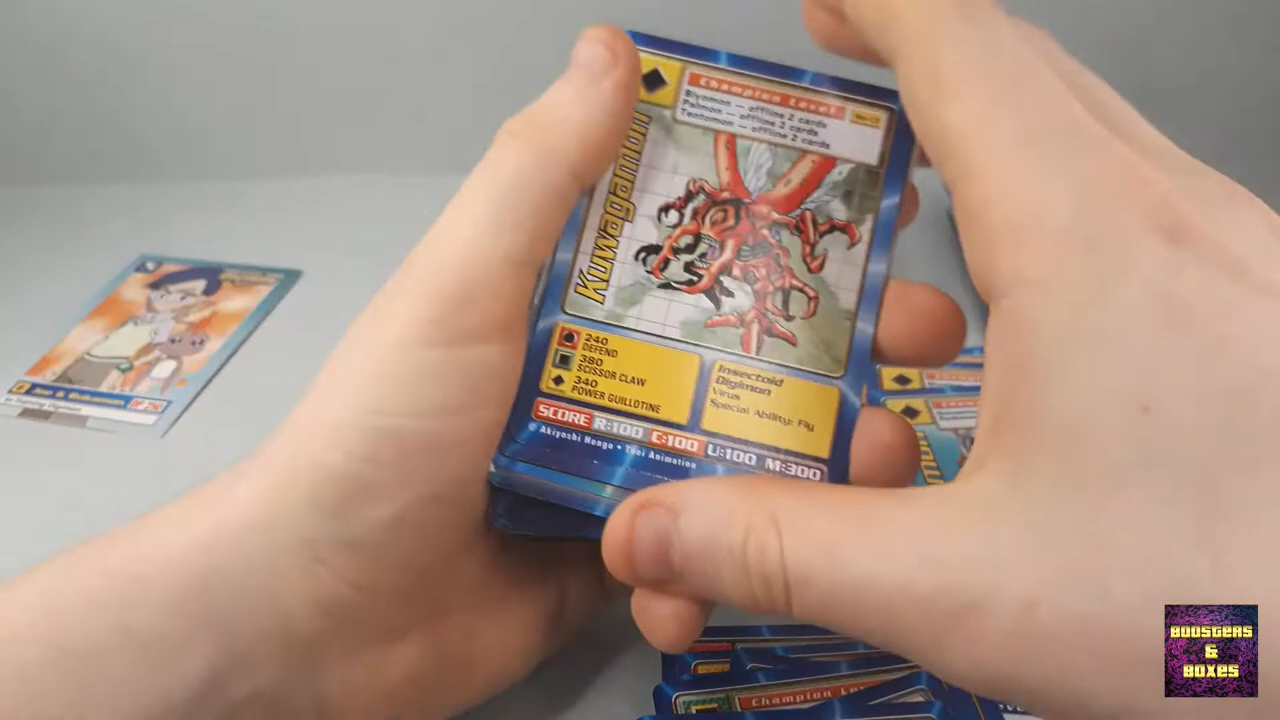 Champion Level
Biyomon — offline 2 cards
Palmon — offline 2 cards
Tentomon — offline 2 cards
Kuwagamon
240
DEFEND
380
SCISSOR CLAW
340
POWER GUILLOTINE
Insectoid
Digimon
Virus
Special Ability: Fly
SCORE R:100 C:100 U:100 M:300
© Akiyoshi Hongo • Toei Animation
Champion
BOOSTERS
&
BOXES